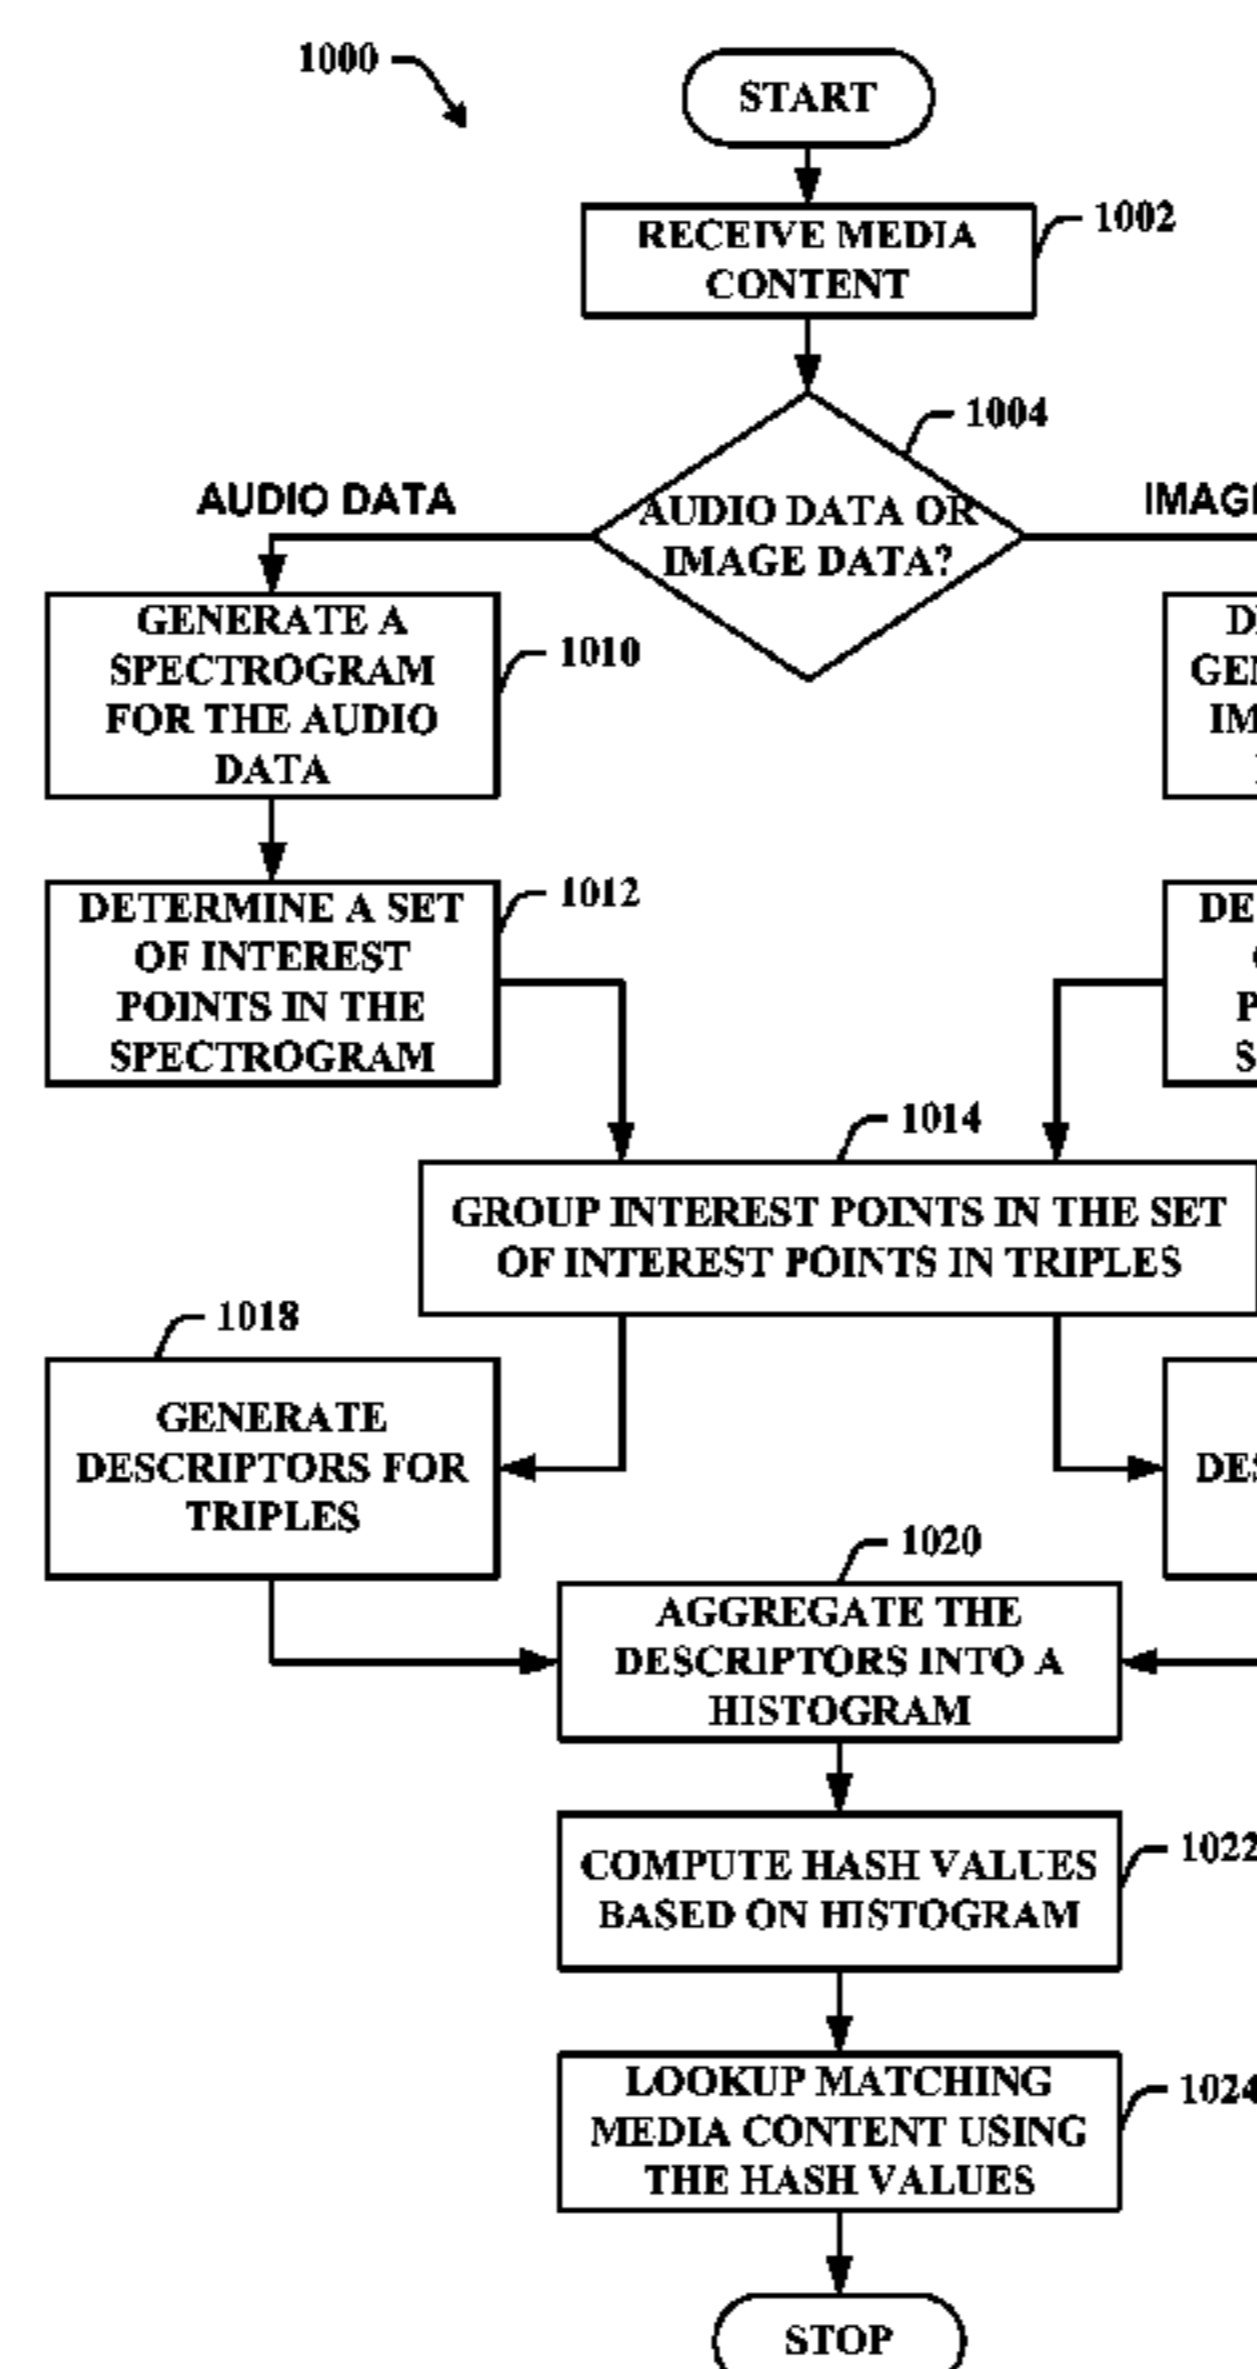 1000
START
RECEIVE MEDIA
CONTENT
1002
1004
AUDIO DATA
AUDIO DATA OR
IMAGE DATA?
GENERATE A
SPECTROGRAM
FOR THE AUDIO
DATA
1010
DETERMINE A SET
OF INTEREST
POINTS IN THE
SPECTROGRAM
1012
1014
GROUP INTEREST POINTS IN THE SET
OF INTEREST POINTS IN TRIPLES
1018
GENERATE
DESCRIPTORS FOR
TRIPLES
1020
AGGREGATE THE
DESCRIPTORS INTO A
HISTOGRAM
COMPUTE HASH VALUES
BASED ON HISTOGRAM
1022
LOOKUP MATCHING
MEDIA CONTENT USING
THE HASH VALUES
1024
STOP